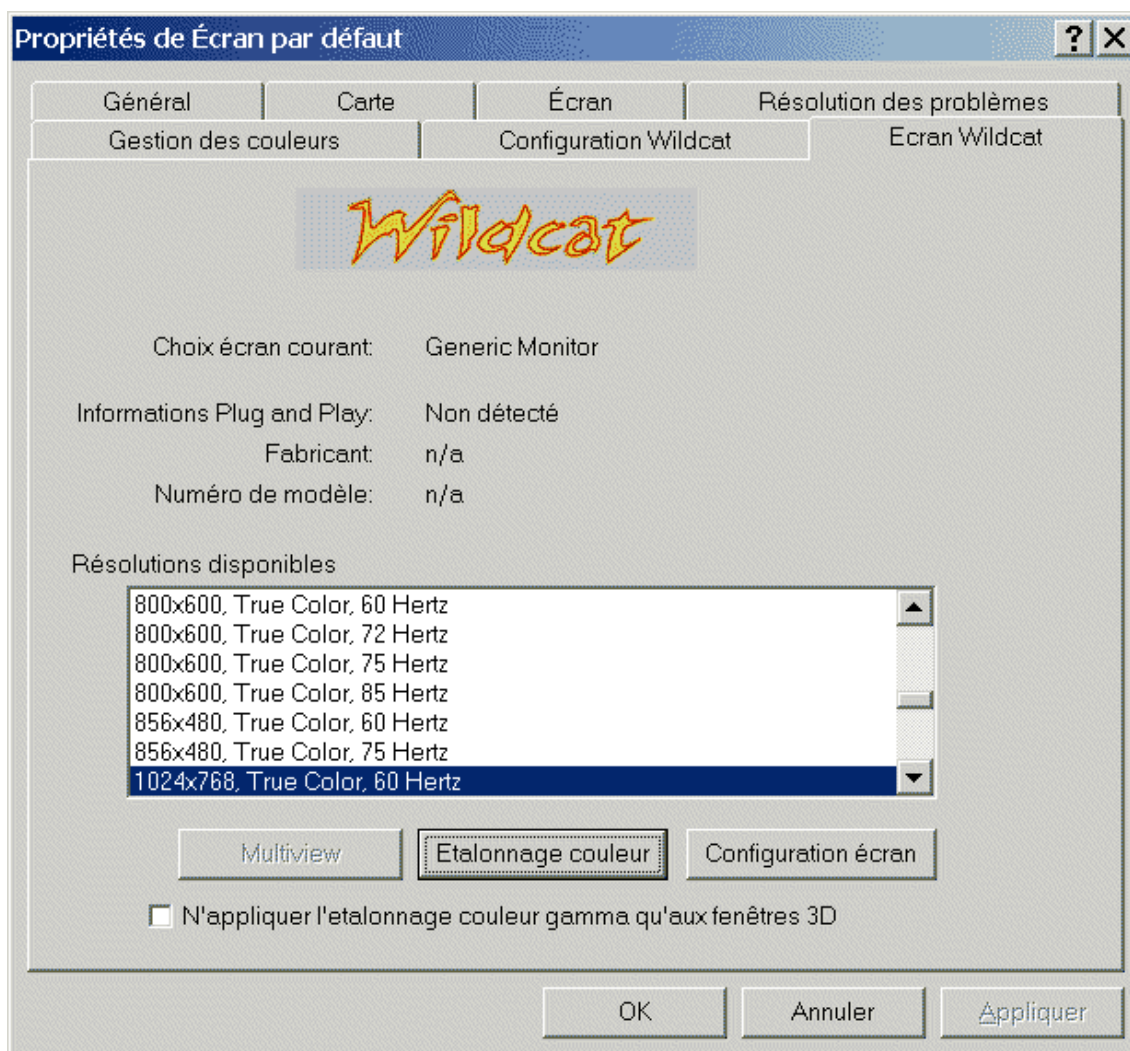 Propriétés de Écran par défaut
Général Carte Écran Résolution des problèmes
Gestion des couleurs Configuration Wildcat Ecran Wildcat
Wildcat
Choix écran courant: Generic Monitor
Informations Plug and Play: Non détecté
Fabricant: n/a
Numéro de modèle: n/a
Résolutions disponibles
800x600, True Color, 60 Hertz
800x600, True Color, 72 Hertz
800x600, True Color, 75 Hertz
800x600, True Color, 85 Hertz
856x480, True Color, 60 Hertz
856x480, True Color, 75 Hertz
1024x768, True Color, 60 Hertz
Multiview Etalonnage couleur Configuration écran
N'appliquer l'etalonnage couleur gamma qu'aux fenêtres 3D
OK Annuler Appliquer